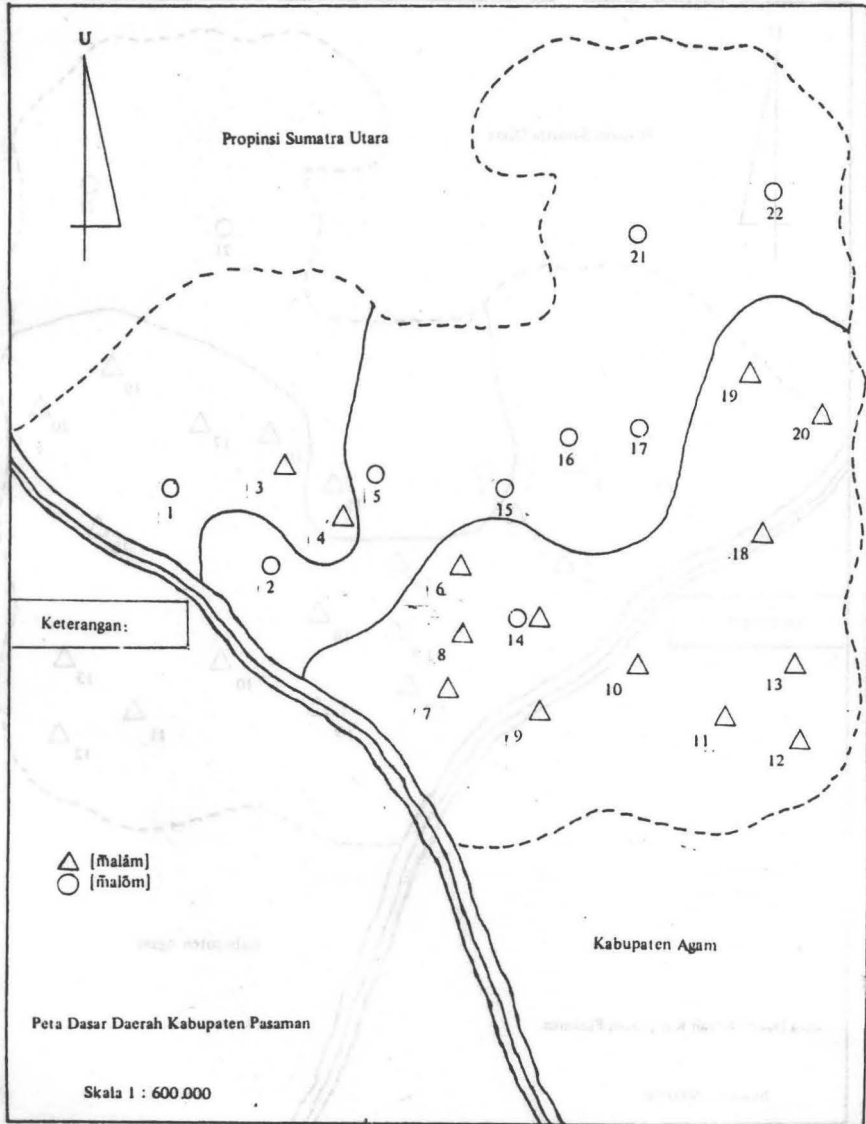 U
Propinsi Sumatra Utara
22
21
19
20
16
17
3
5
1
15
4
18
2
6
Keterangan:
14
8
10
13
7
9
11
12
△ [m̄alám]
○ [m̄alōm]
Kabupaten Agam
Peta Dasar Daerah Kabupaten Pasaman
Skala 1 : 600.000